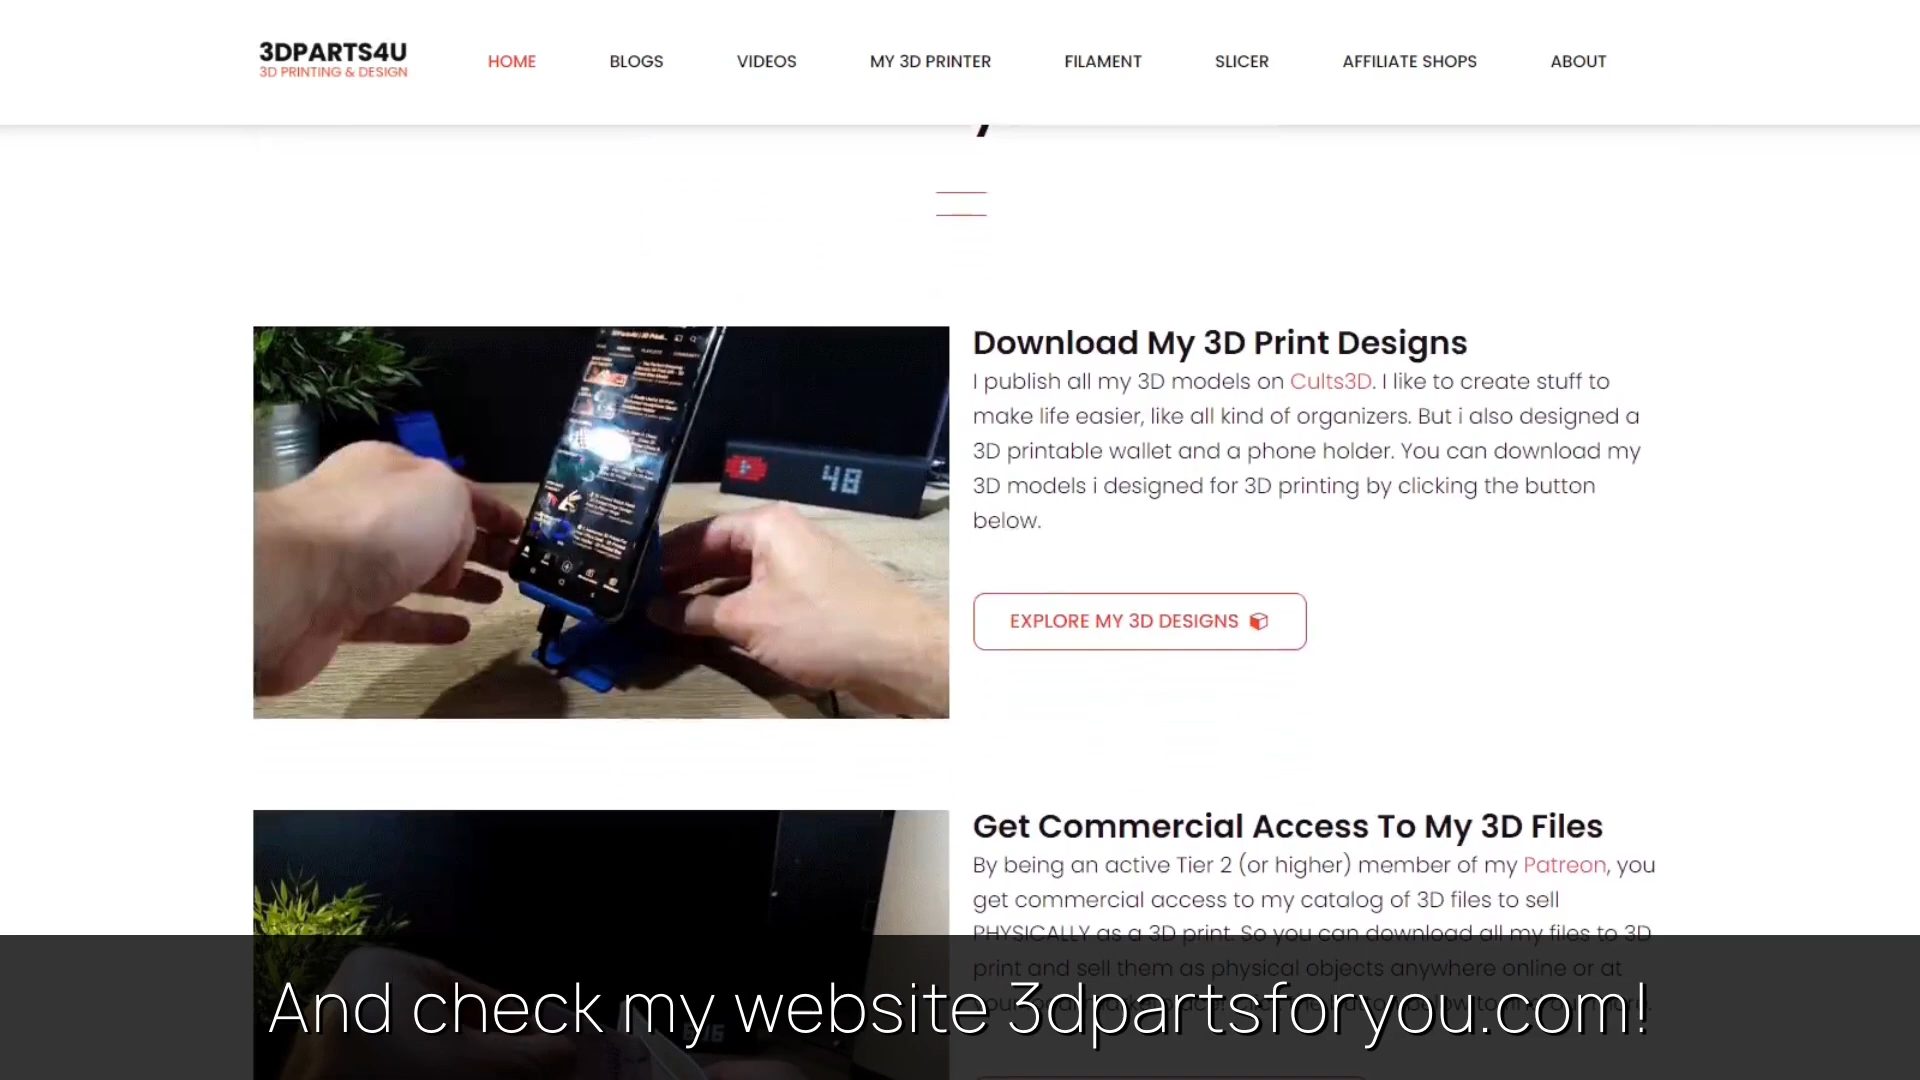 3DPARTS4U
3D PRINTING & DESIGN
HOME
BLOGS
VIDEOS
MY 3D PRINTER
FILAMENT
SLICER
AFFILIATE SHOPS
ABOUT
48
Download My 3D Print Designs
I publish all my 3D models on Cults3D. I like to create stuff to
make life easier, like all kind of organizers. But i also designed a
3D printable wallet and a phone holder. You can download my
3D models i designed for 3D printing by clicking the button
below.
EXPLORE MY 3D DESIGNS
Get Commercial Access To My 3D Files
By being an active Tier 2 (or higher) member of my Patreon, you
get commercial access to my catalog of 3D files to sell
PHYSICALLY as a 3D print. So you can download all my files to 3D
print and sell them as physical objects anywhere online or at
And check my website 3dpartsforyou.com!